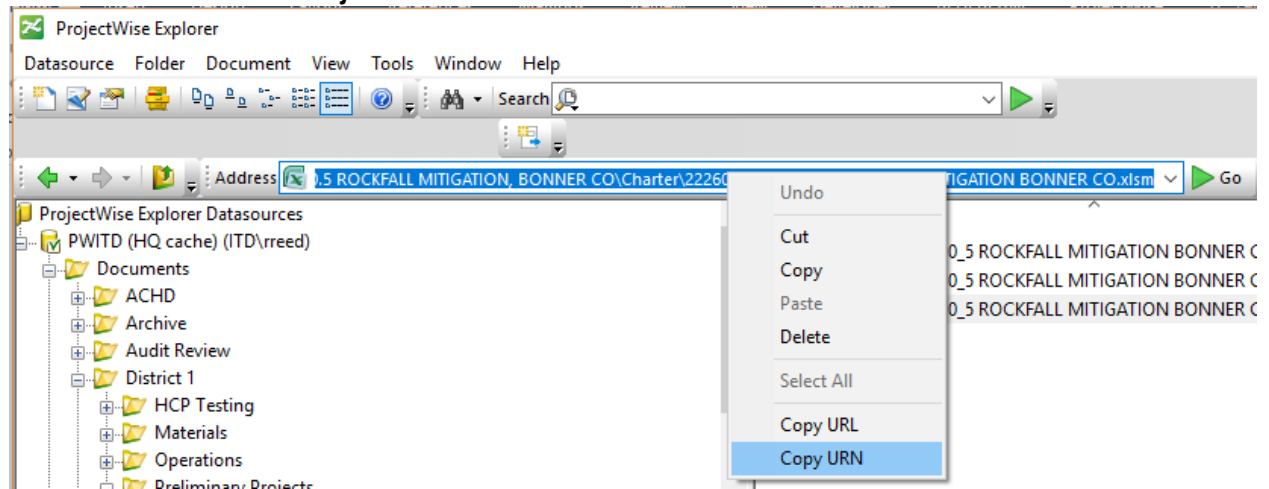 ProjectWise Explorer
Datasource Folder Document View Tools Window Help
Search
Address .5 ROCKFALL MITIGATION, BONNER CO\Charter\2226 TIGATION BONNER CO.xlsm Go
ProjectWise Explorer Datasources
PWITD (HQ cache) (ITD\rreed)
Documents
ACHD
Archive
Audit Review
District 1
HCP Testing
Materials
Operations
Preliminary Projects
Undo
Cut
Copy
Paste
Delete
Select All
Copy URL
Copy URN
0_5 ROCKFALL MITIGATION BONNER C
0_5 ROCKFALL MITIGATION BONNER C
0_5 ROCKFALL MITIGATION BONNER C